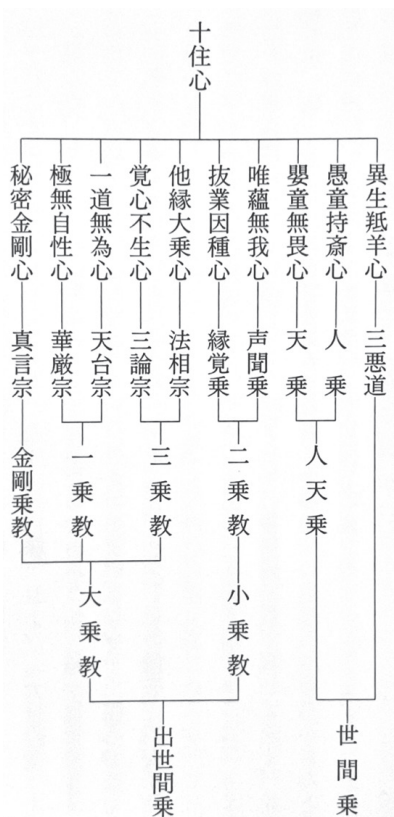 十住心
異生羝羊心
愚童持斎心
嬰童無畏心
唯蘊無我心
抜業因種心
他縁大乗心
覚心不生心
一道無為心
極無自性心
秘密金剛心
三悪道
人乗
天乗
声聞乗
縁覚乗
法相宗
三論宗
天台宗
華厳宗
真言宗
人天乗
二乗教
三乗教
一乗教
金剛乗教
小乗教
大乗教
世間乗
出世間乗